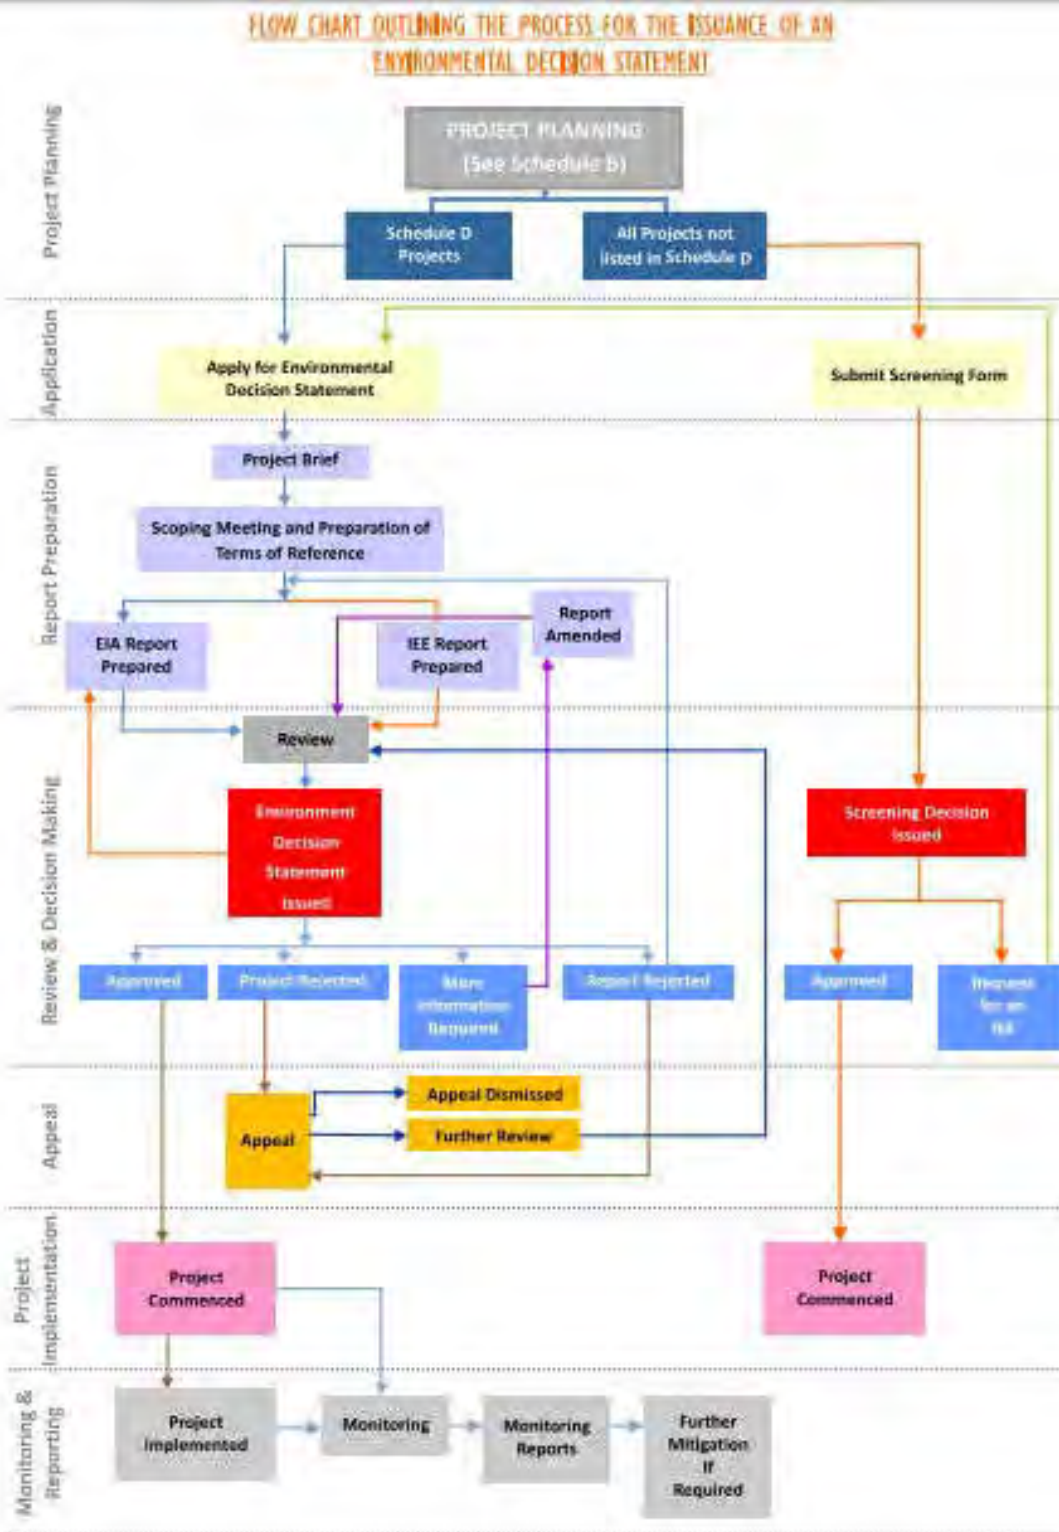 FLOW CHART OUTLINING THE PROCESS FOR THE ISSUANCE OF AN
ENVIRONMENTAL DECISION STATEMENT
Project Planning
PROJECT PLANNING
(See Schedule b)
Schedule D
Projects
All Projects not
listed in Schedule p
Application
Apply for Environmental
Decision Statement
Submit Screening Form
Report Preparation
Project Brief
Scoping Meeting and Preparation of
Terms of Reference
EIA Report
Prepared
IEE Report
Prepared
Report
Amended
Review & Decision Making
Review
Environment
Decision
Statement
Issued
Screening Decision
Issued
Approved
Project Rejected
More
Information
Required
Report Rejected
Approved
Request
for an
Appeal
Appeal
Appeal Dismissed
Further Review
Project
Implementation
Project
Commenced
Project
Commenced
Monitoring &
Reporting
Project
Implemented
Monitoring
Monitoring
Reports
Further
Mitigation
If
Required